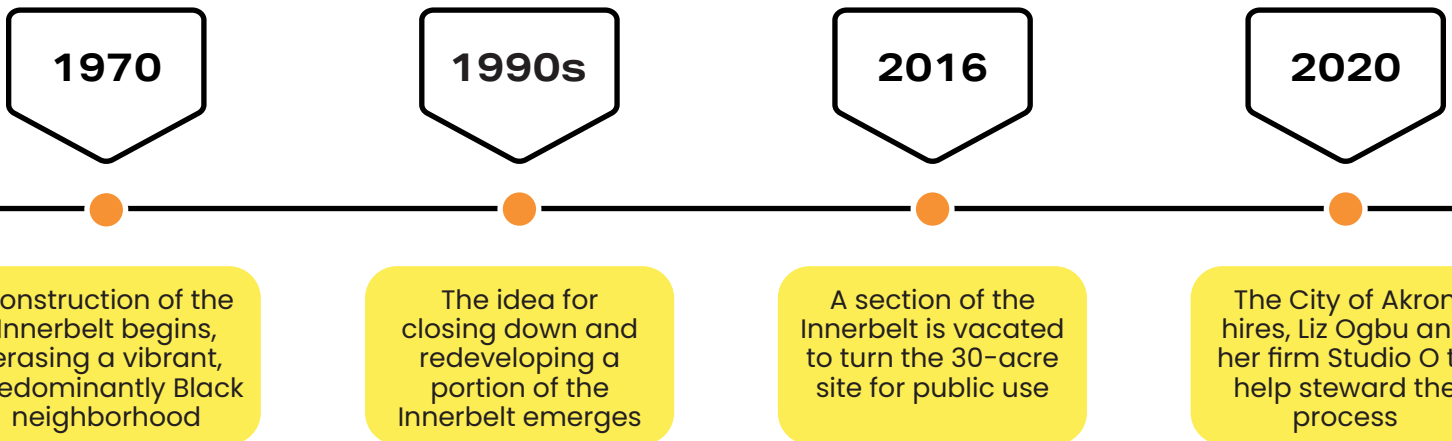 1970
1990s
2016
2020
onstruction of the
Innerbelt begins,
erasing a vibrant,
edominantly Black
neighborhood
The idea for
closing down and
redeveloping a
portion of the
Innerbelt emerges
A section of the
Innerbelt is vacated
to turn the 30-acre
site for public use
The City of Akron
hires, Liz Ogbu an
her firm Studio O t
help steward the
process